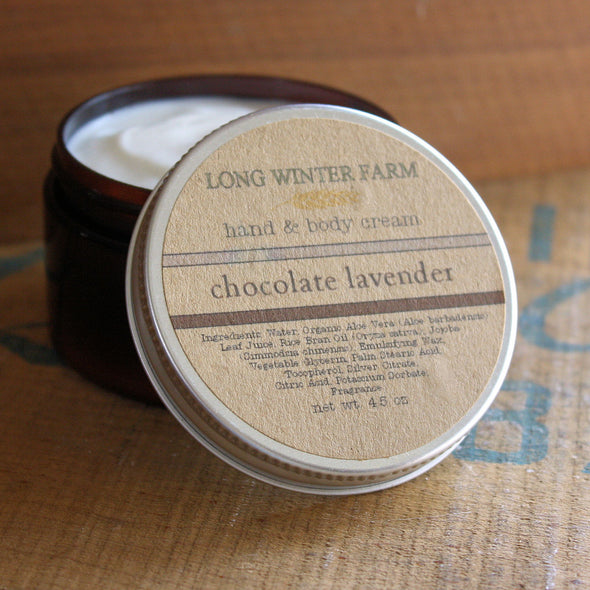 LONG WINTER FARM
hand & body cream
chocolate lavender
Ingredients: Water, Organic Aloe Vera (Aloe barbadensis)
Leaf Juice, Rice Bran Oil (Oryza sativa), Jojoba
(Simmondsia chinensis), Emulsifying Wax,
Vegetable Glycerin, Palm Stearic Acid,
Tocopherol, Silver Citrate,
Citric Acid, Potassium Sorbate,
Fragrance
net wt 4.5 oz